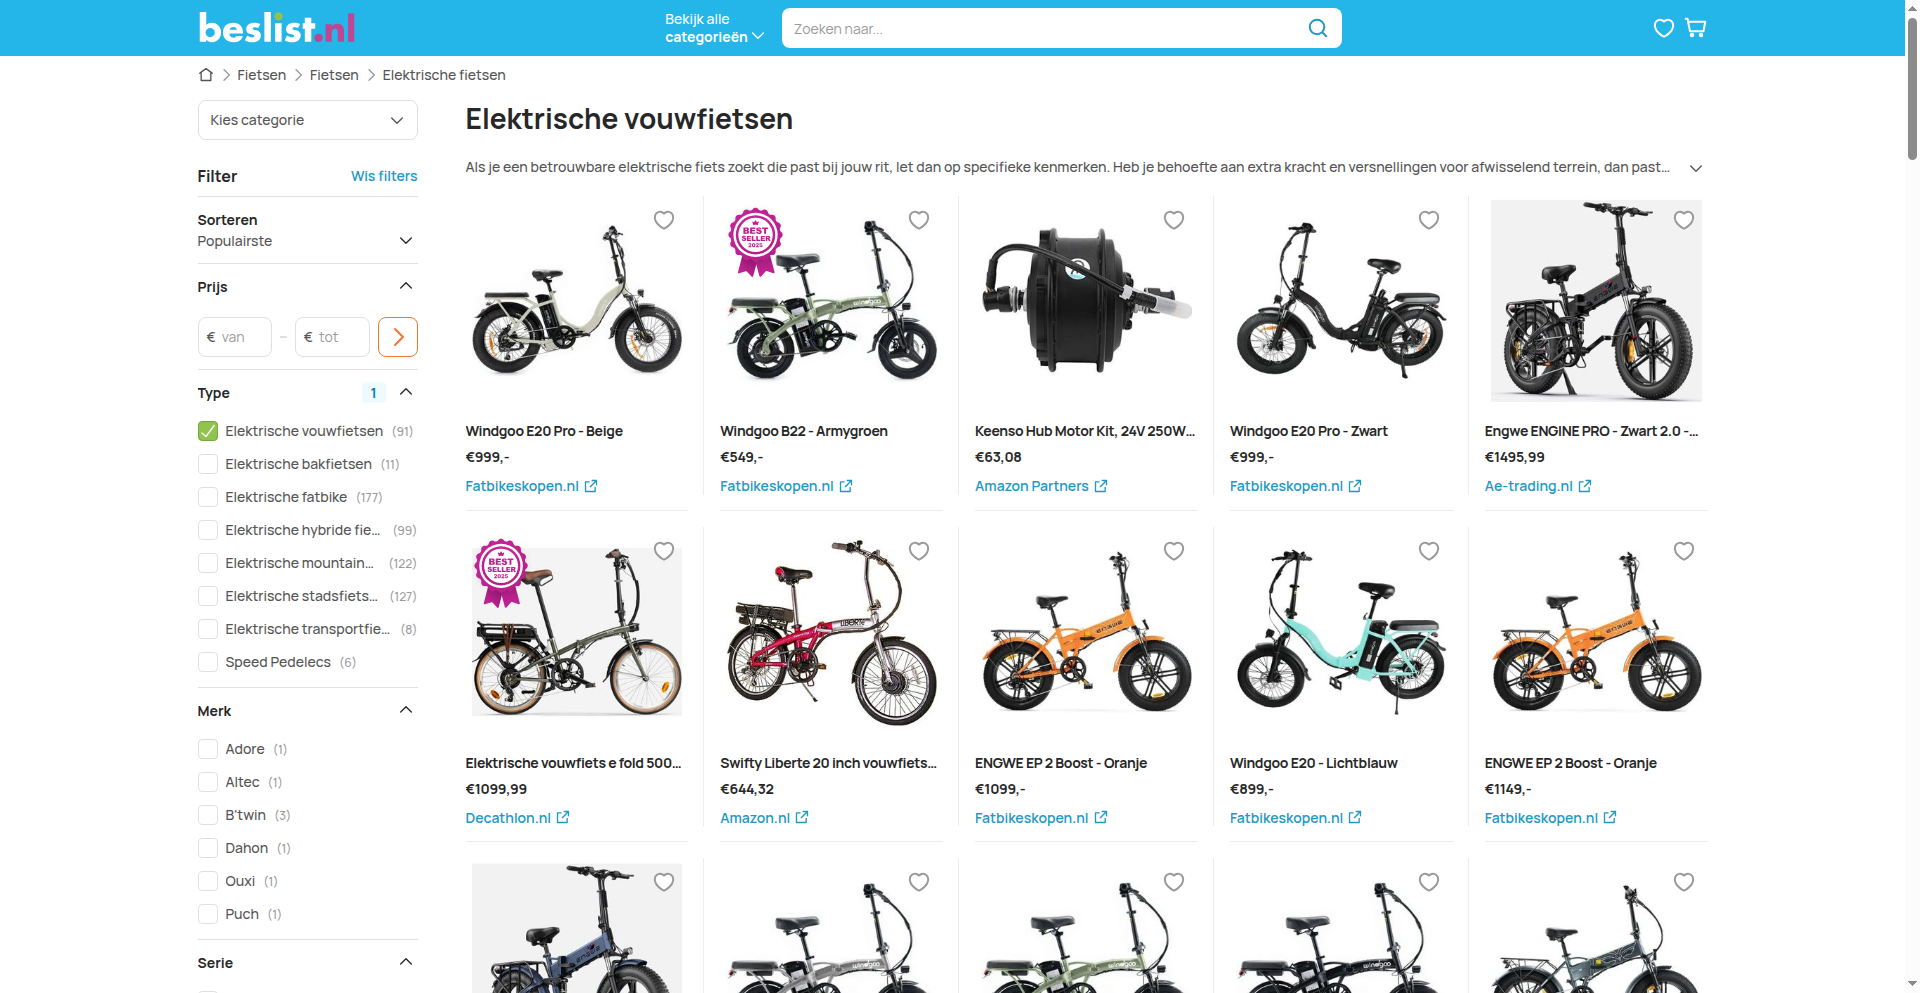 beslist.nl
Bekijk alle
categorieën
Zoeken naar...
Fietsen
Fietsen
Elektrische fietsen
Kies categorie
Filter
Wis filters
Sorteren
Populairste
Prijs
€ van
–
€ tot
Type
1
Elektrische vouwfietsen (91)
Elektrische bakfietsen (11)
Elektrische fatbike (177)
Elektrische hybride fie... (99)
Elektrische mountain... (122)
Elektrische stadsfiets... (127)
Elektrische transportfie... (8)
Speed Pedelecs (6)
Merk
Adore (1)
Altec (1)
B'twin (3)
Dahon (1)
Ouxi (1)
Puch (1)
Serie
Elektrische vouwfietsen
Als je een betrouwbare elektrische fiets zoekt die past bij jouw rit, let dan op specifieke kenmerken. Heb je behoefte aan extra kracht en versnellingen voor afwisselend terrein, dan past...
Windgoo E20 Pro - Beige
€999,-
Fatbikeskopen.nl
BEST
SELLER
2025
Windgoo B22 - Armygroen
€549,-
Fatbikeskopen.nl
Keenso Hub Motor Kit, 24V 250W...
€63,08
Amazon Partners
Windgoo E20 Pro - Zwart
€999,-
Fatbikeskopen.nl
Engwe ENGINE PRO - Zwart 2.0 -...
€1495,99
Ae-trading.nl
BEST
SELLER
2025
Elektrische vouwfiets e fold 500...
€1099,99
Decathlon.nl
Swifty Liberte 20 inch vouwfiets...
€644,32
Amazon.nl
ENGWE EP 2 Boost - Oranje
€1099,-
Fatbikeskopen.nl
Windgoo E20 - Lichtblauw
€899,-
Fatbikeskopen.nl
ENGWE EP 2 Boost - Oranje
€1149,-
Fatbikeskopen.nl